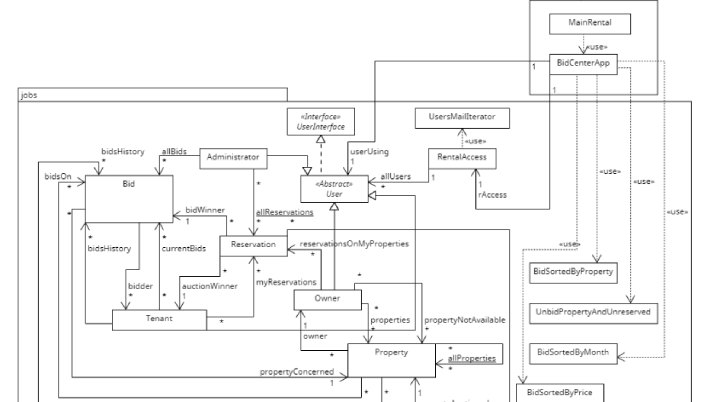 MainRental
«use»
BidCenterApp
1
1
jobs
«Interface»
UserInterface
UsersMailIterator
«use»
bidsHistory
allBids
Administrator
userUsing
RentalAccess
«use»
*
*
*
1
1
1
bidsOn
*
Bid
«Abstract»
User
allUsers
*
rAccess
«use»
*
bidWinner
allReservations
*
«use»
*
1
*
*
*
*
bidsHistory
currentBids
Reservation
reservationsOnMyProperties
«use»
*
*
*
BidSortedByProperty
bidder
auctionWinner
myReservations
*
*
*
1
Owner
UnbidPropertyAndUnreserved
Tenant
*
1
*
properties
*
propertyNotAvailable
*
owner
*
Property
*
allProperties
*
BidSortedByMonth
propertyConcerned
1
*
*
1
BidSortedByPrice